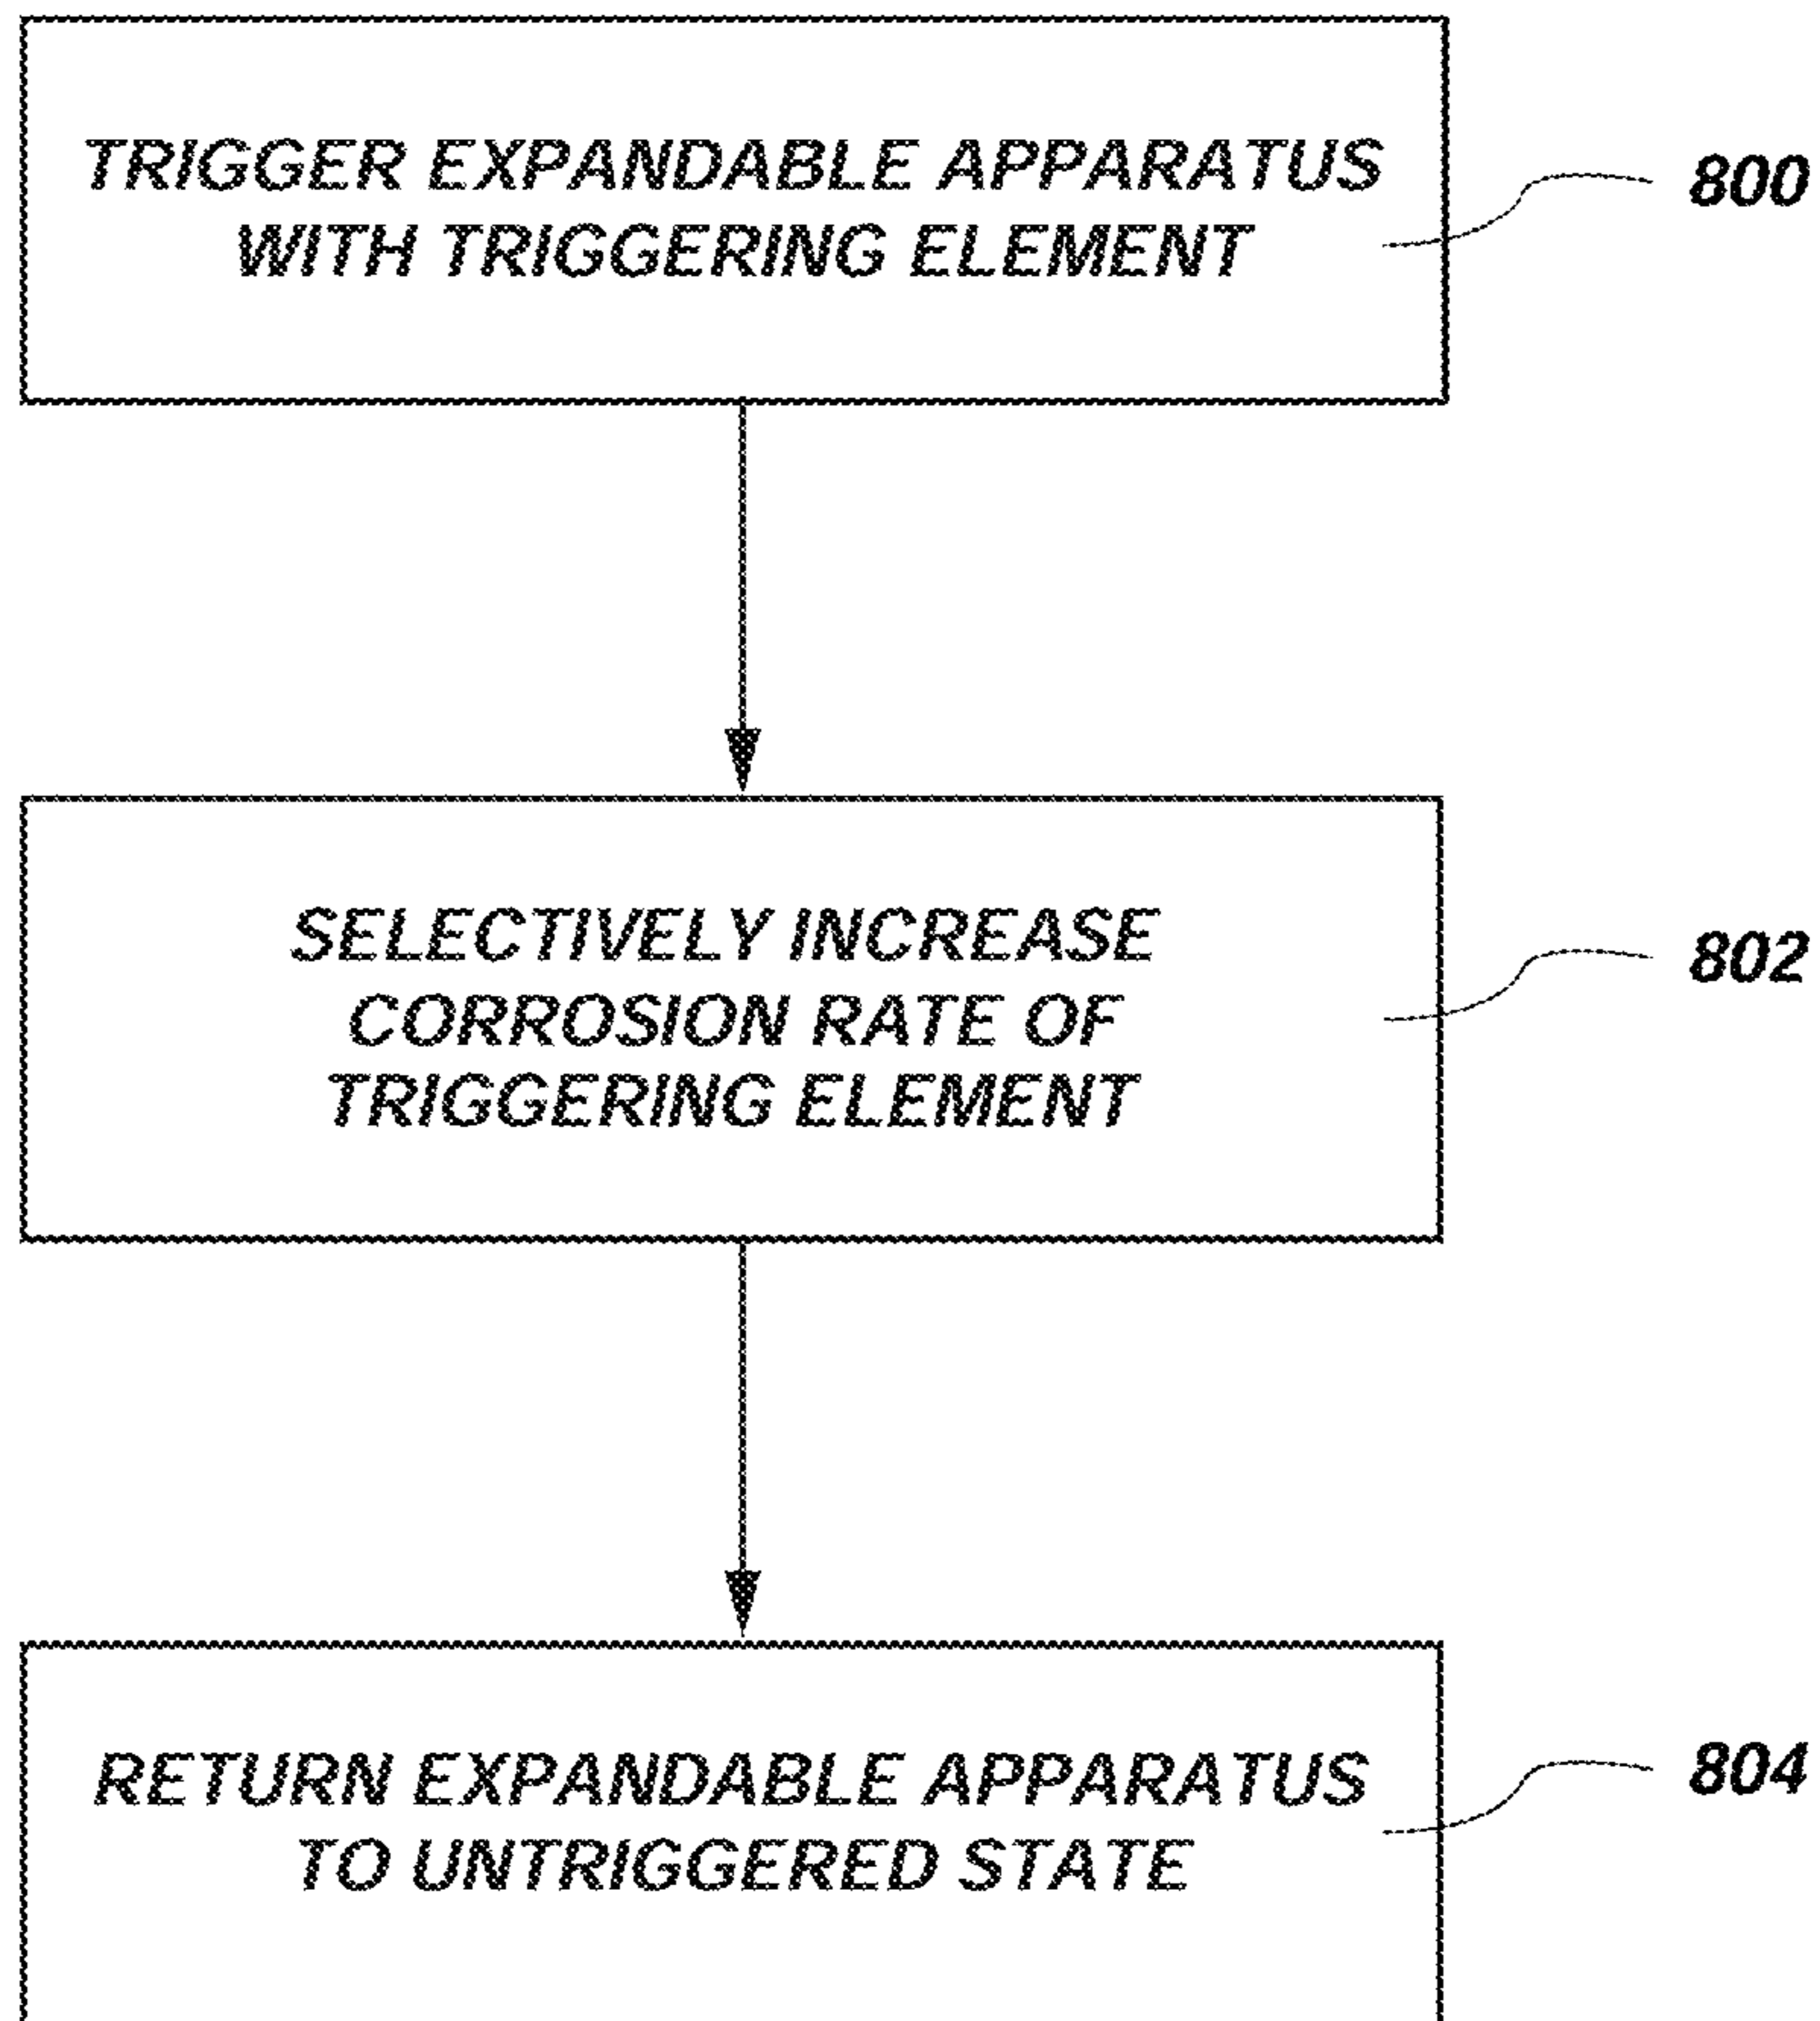 TRIGGER EXPANDABLE APPARATUS
WITH TRIGGERING ELEMENT
800
SELECTIVELY INCREASE
CORROSION RATE OF
TRIGGERING ELEMENT
802
RETURN EXPANDABLE APPARATUS
TO UNTRIGGERED STATE
804